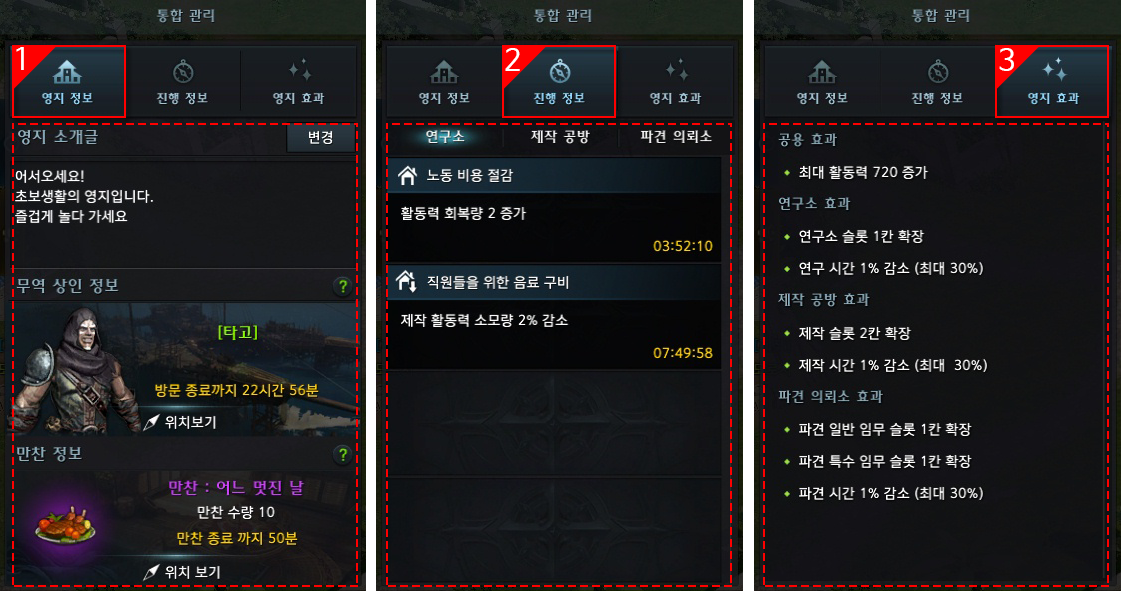 통합 관리
1
영지 정보
진행 정보
영지 효과
영지 소개글
변경
어서오세요!
초보생활의 영지입니다.
즐겁게 놀다 가세요
무역 상인 정보
?
[타고]
방문 종료까지 22시간 56분
위치보기
만찬 정보
?
만찬 : 어느 멋진 날
만찬 수량 10
만찬 종료 까지 50분
위치 보기
통합 관리
2
영지 정보
진행 정보
영지 효과
연구소
제작 공방
파견 의뢰소
노동 비용 절감
활동력 회복량 2 증가
03:52:10
직원들을 위한 음료 구비
제작 활동력 소모량 2% 감소
07:49:58
통합 관리
3
영지 정보
진행 정보
영지 효과
공용 효과
최대 활동력 720 증가
연구소 효과
연구소 슬롯 1칸 확장
연구 시간 1% 감소 (최대 30%)
제작 공방 효과
제작 슬롯 2칸 확장
제작 시간 1% 감소 (최대  30%)
파견 의뢰소 효과
파견 일반 임무 슬롯 1칸 확장
파견 특수 임무 슬롯 1칸 확장
파견 시간 1% 감소 (최대 30%)